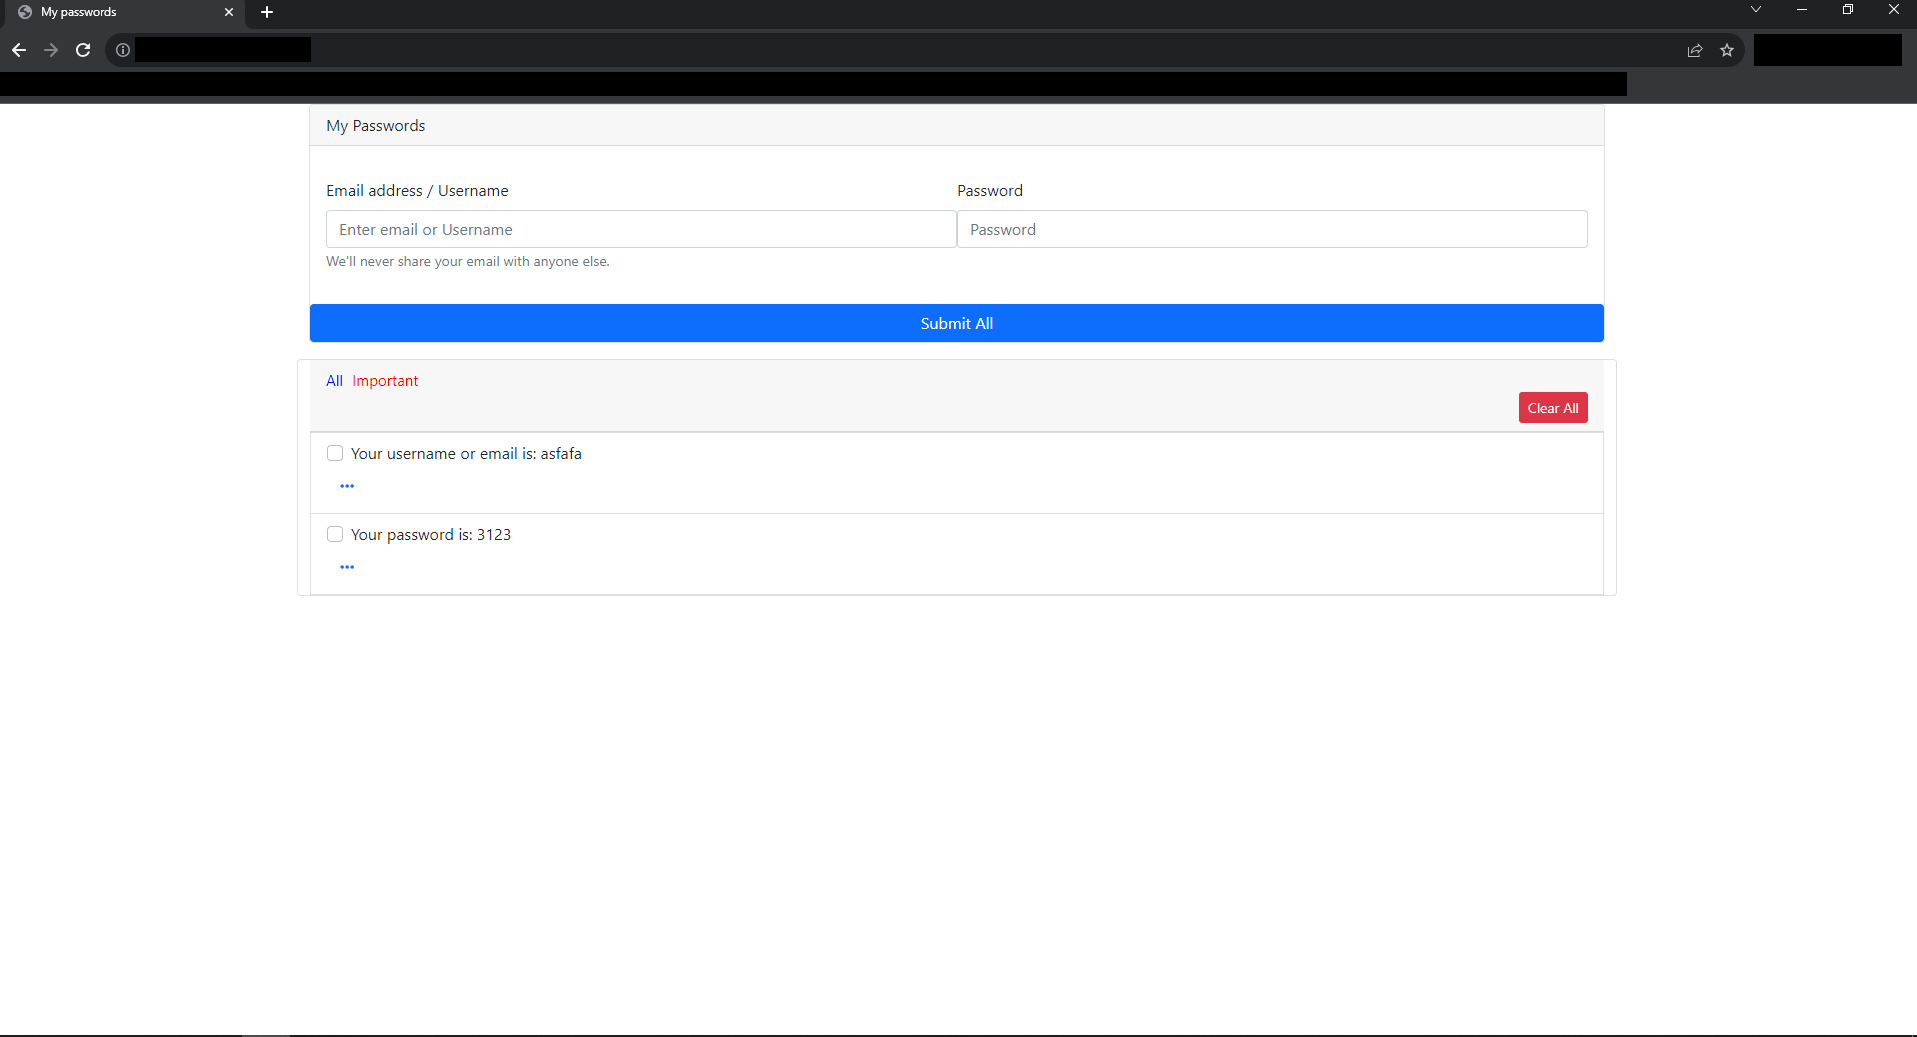 My passwords
My Passwords
Email address / Username Password
Enter email or Username Password
We'll never share your email with anyone else.
Submit All
All Important
Clear All
Your username or email is: asfafa
...
Your password is: 3123
...